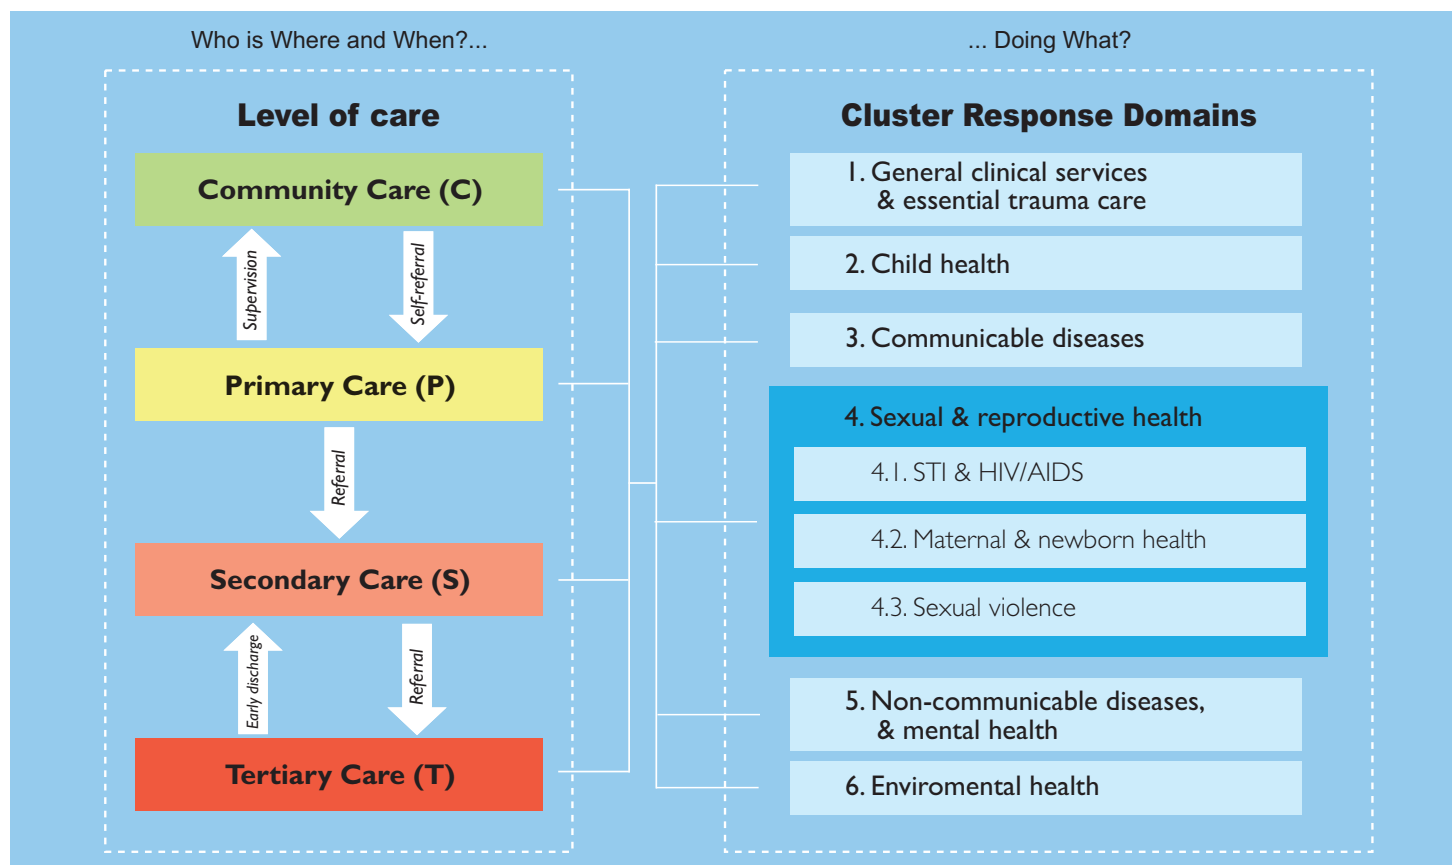 Who is Where and When?...
... Doing What?
Level of care
Community Care (C)
Supervision
Self-referral
Primary Care (P)
Referral
Secondary Care (S)
Early discharge
Referral
Tertiary Care (T)
Cluster Response Domains
1. General clinical services
& essential trauma care
2. Child health
3. Communicable diseases
4. Sexual & reproductive health
4.1. STI & HIV/AIDS
4.2. Maternal & newborn health
4.3. Sexual violence
5. Non-communicable diseases,
& mental health
6. Enviromental health